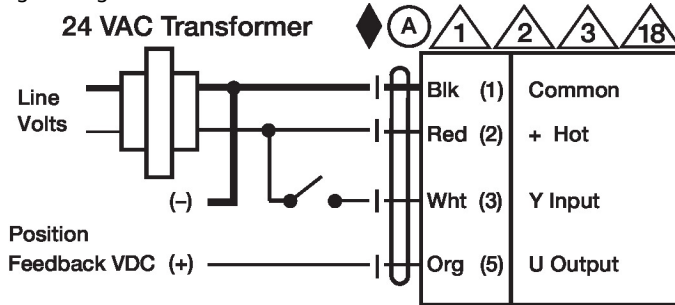 24 VAC Transformer
A 1 2 3 18
Line Volts
Blk (1) Common
Red (2) + Hot
(–)
Wht (3) Y Input
Position
Feedback VDC (+)
Org (5) U Output